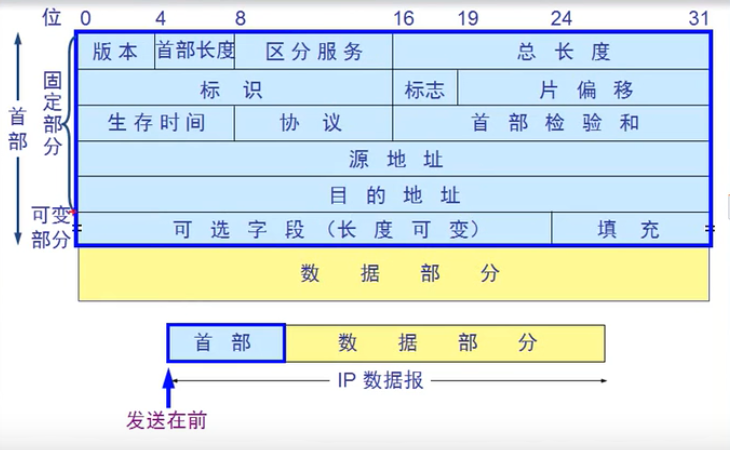 位 0 4 8 16 19 24 31
版本 首部长度 区分服务 总长度
标识 标志 片偏移
生存时间 协议 首部检验和
源地址
目的地址
可选字段（长度可变） 填充
数据部分
首部
固定部分
可变部分
首部 数据部分
IP 数据报
发送在前